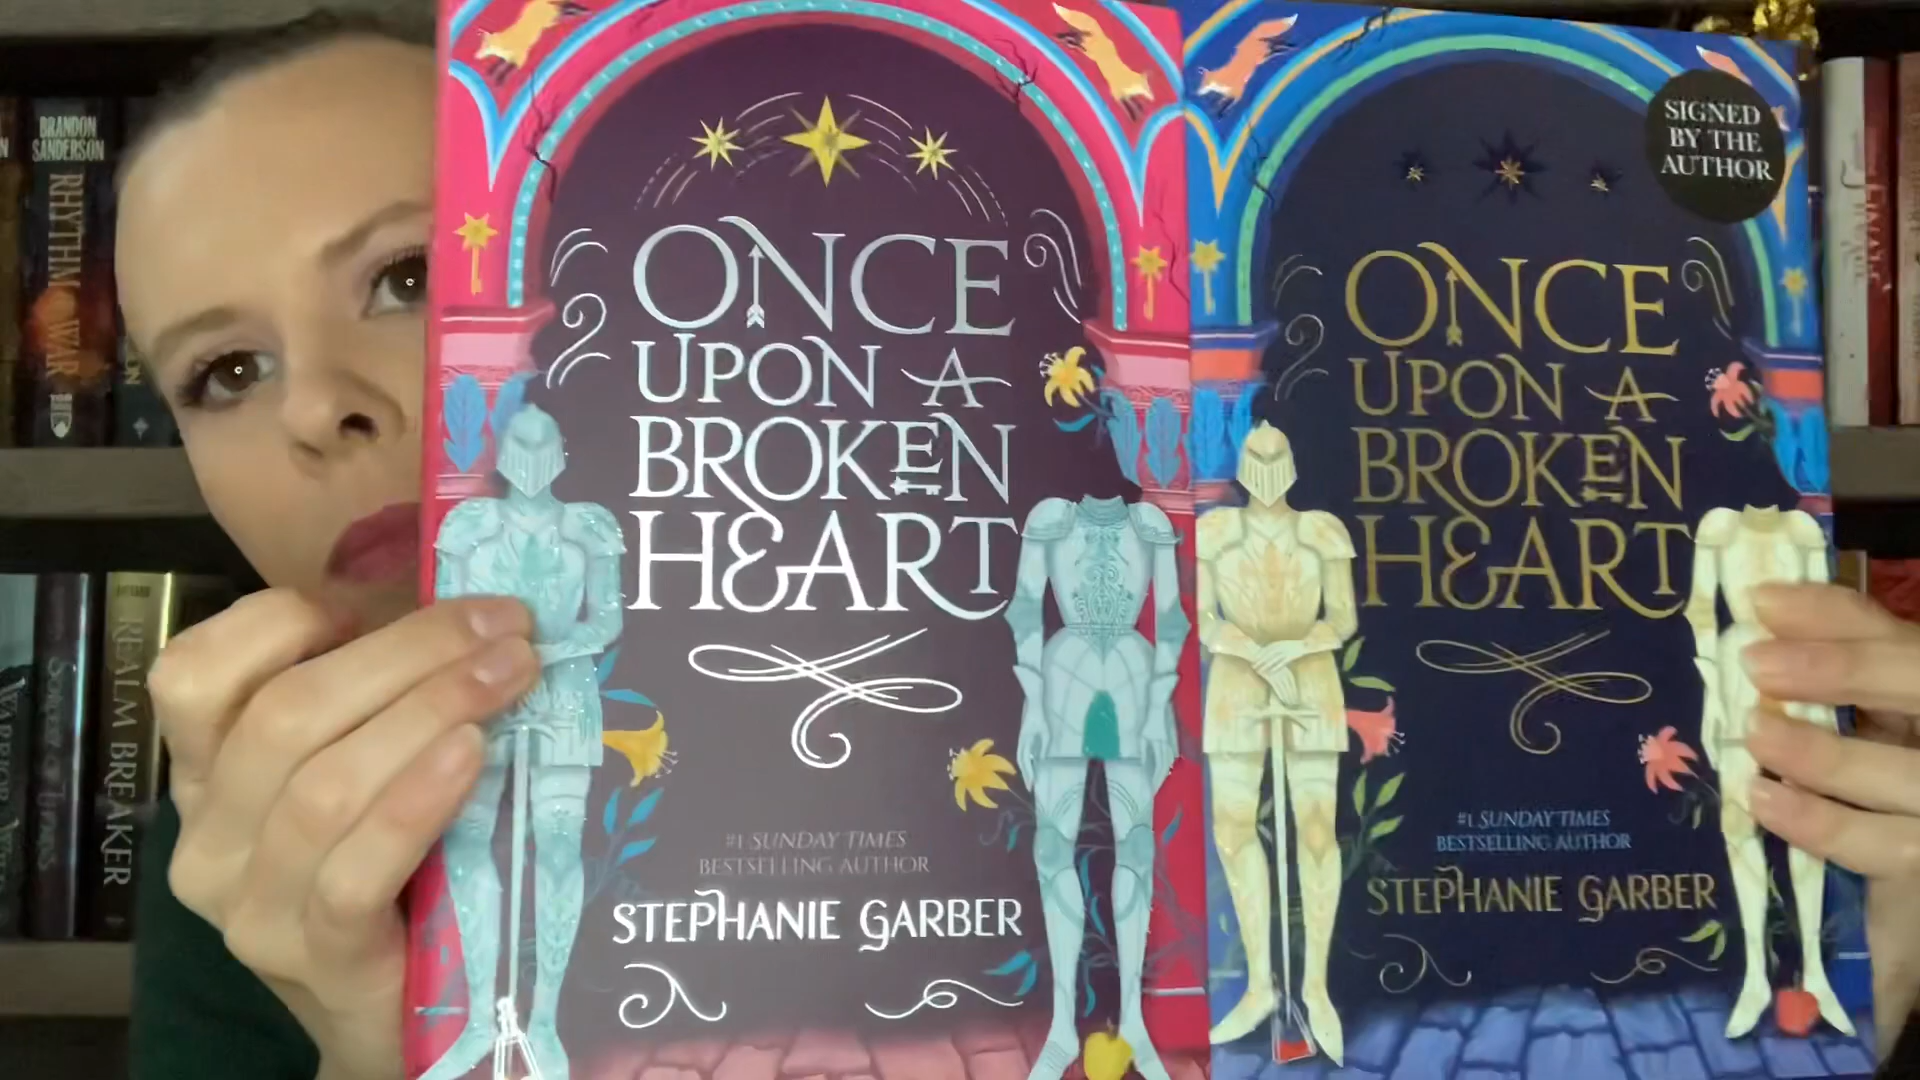 BRANDON
SANDERSON
RHYTHM
WAR
REALM BREAKER
ONCE
UPON A
BROKEN
HEART
#1 SUNDAY TIMES
BESTSELLING AUTHOR
STEPHANIE GARBER
SIGNED
BY THE
AUTHOR
ONCE
UPON A
BROKEN
HEART
#1 SUNDAY TIMES
BESTSELLING AUTHOR
STEPHANIE GARBER